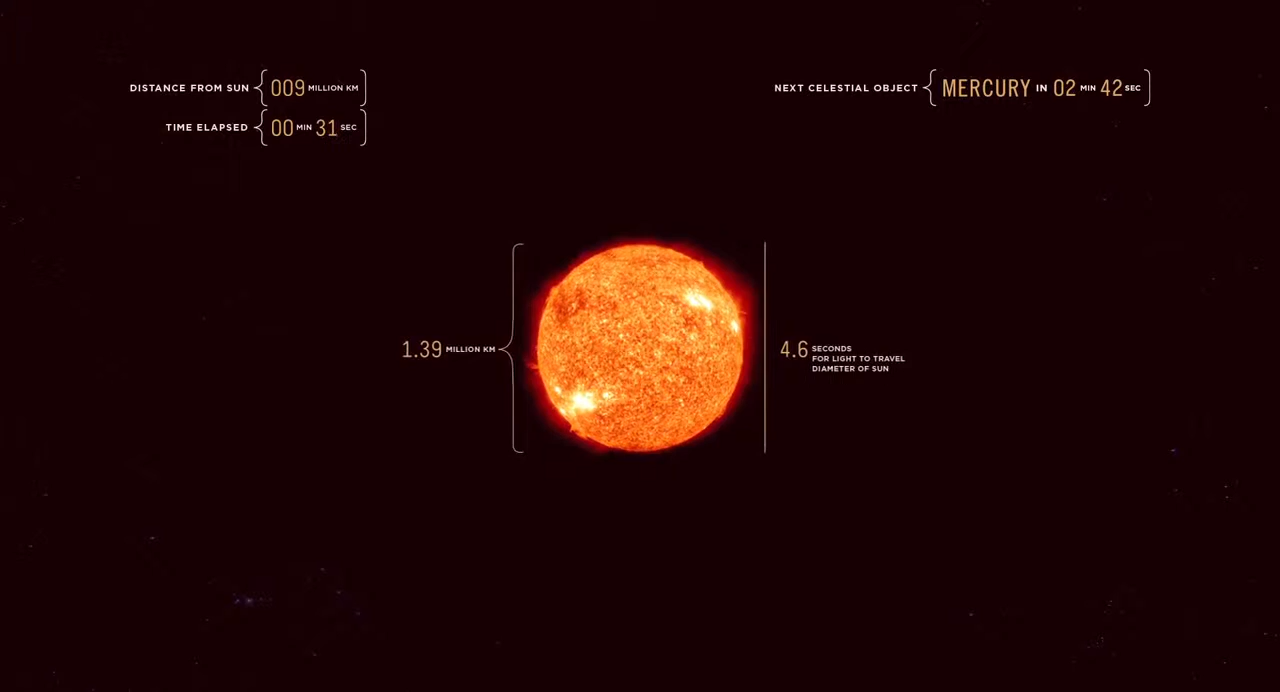 DISTANCE FROM SUN 009 MILLION KM
NEXT CELESTIAL OBJECT MERCURY IN 02 MIN 42 SEC
TIME ELAPSED 00 MIN 31 SEC
1.39 MILLION KM
4.6 SECONDS
FOR LIGHT TO TRAVEL
DIAMETER OF SUN